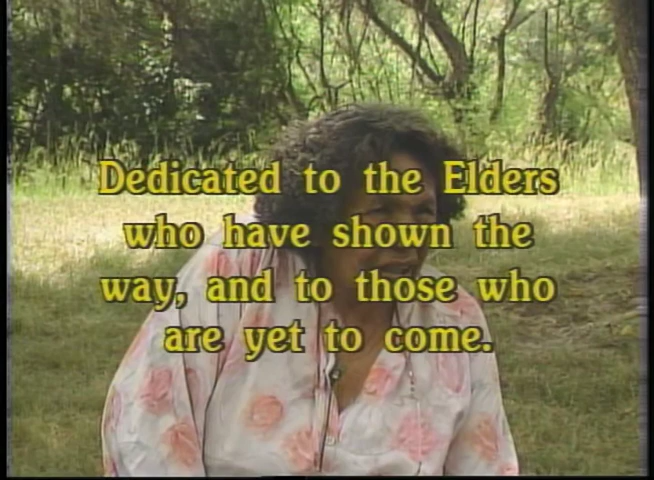 Dedicated to the Elders
who have shown the
way, and to those who
are yet to come.